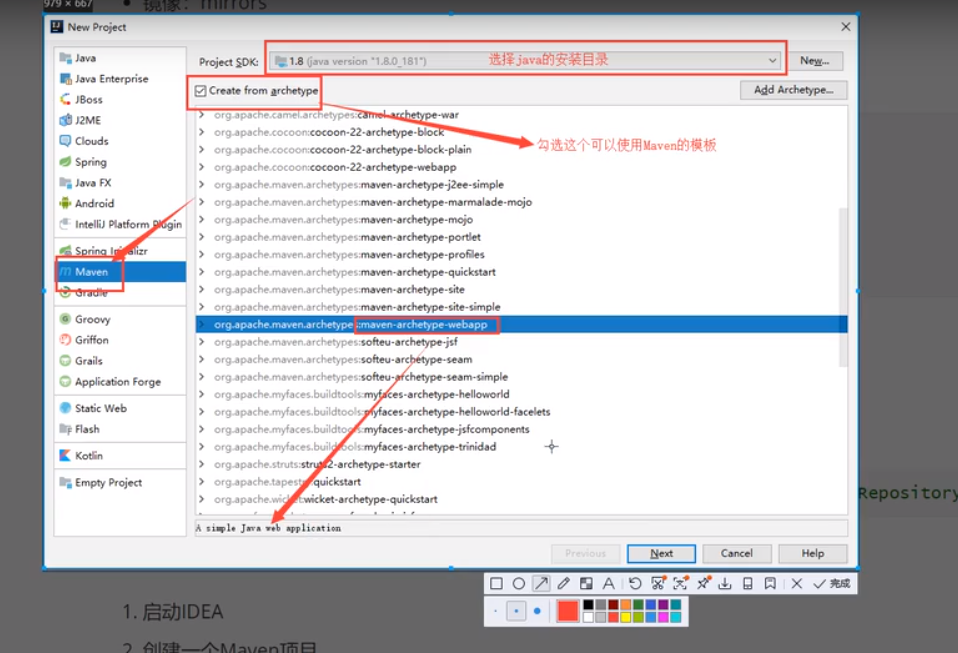 979 × 667
镜像：mirrors
New Project
Java
Java Enterprise
JBoss
J2ME
Clouds
Spring
Java FX
Android
IntelliJ Platform Plugin
Spring Initializr
Maven
Gradle
Groovy
Griffon
Grails
Application Forge
Static Web
Flash
Kotlin
Empty Project
Project SDK: 1.8 (java version "1.8.0_181") 选择java的安装目录 New...
Create from archetype Add Archetype...
org.apache.camel.archetypes:camel-archetype-war
org.apache.cocoon:cocoon-22-archetype-block
org.apache.cocoon:cocoon-22-archetype-block-plain
勾选这个可以使用Maven的模板
org.apache.cocoon:cocoon-22-archetype-webapp
org.apache.maven.archetypes:maven-archetype-j2ee-simple
org.apache.maven.archetypes:maven-archetype-marmalade-mojo
org.apache.maven.archetypes:maven-archetype-mojo
org.apache.maven.archetypes:maven-archetype-portlet
org.apache.maven.archetypes:maven-archetype-profiles
org.apache.maven.archetypes:maven-archetype-quickstart
org.apache.maven.archetypes:maven-archetype-site
org.apache.maven.archetypes:maven-archetype-site-simple
org.apache.maven.archetypes:maven-archetype-webapp
org.apache.maven.archetypes:softeu-archetype-jsf
org.apache.maven.archetypes:softeu-archetype-seam
org.apache.maven.archetypes:softeu-archetype-seam-simple
org.apache.myfaces.buildtools:myfaces-archetype-helloworld
org.apache.myfaces.buildtools:myfaces-archetype-helloworld-facelets
org.apache.myfaces.buildtools:myfaces-archetype-jsfcomponents
org.apache.myfaces.buildtools:myfaces-archetype-trinidad
org.apache.struts:struts2-archetype-starter
org.apache.tapestry:quickstart
org.apache.wicket:wicket-archetype-quickstart
Repository
A simple Java web application
Previous Next Cancel Help
完成
1. 启动IDEA
2. 创建一个Maven项目